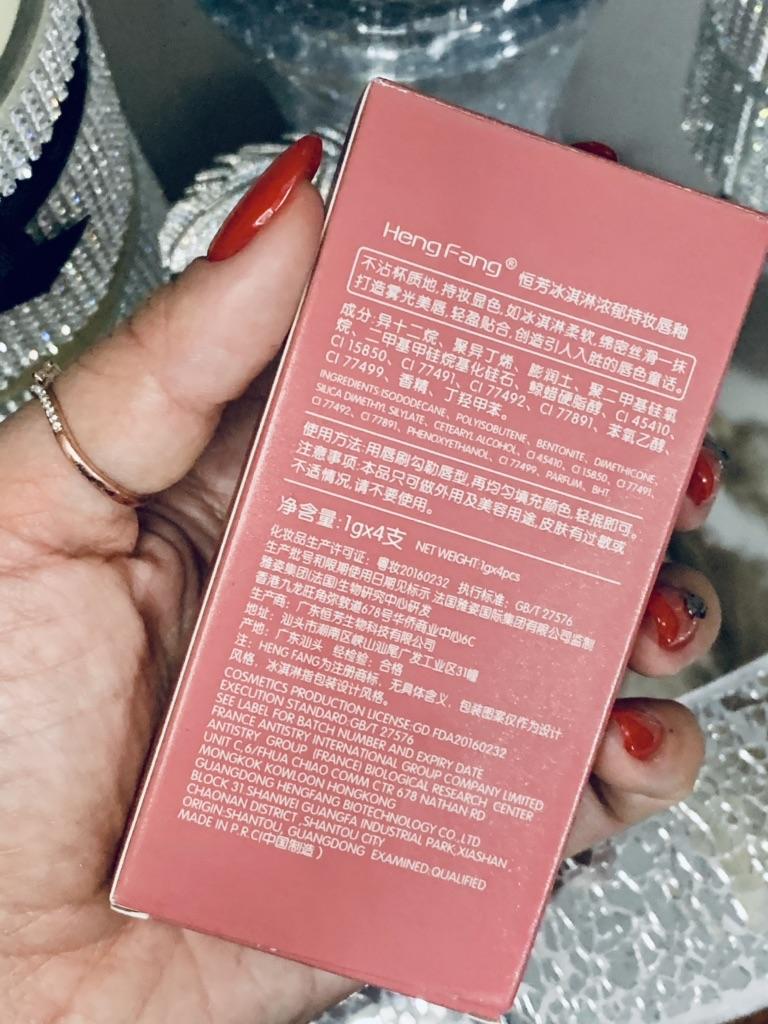 Heng Fang® 恒芳冰淇淋浓郁持妆唇釉
不沾杯质地,持妆显色,如冰淇淋柔软,绵密丝滑一抹
打造雾光美唇,轻盈贴合,创造引人入胜的唇色童话。
成分:异十二烷、聚异丁烯、膨润土、聚二甲基硅氧
烷、二甲基甲硅烷基化硅石、鲸蜡硬脂醇、CI 45410、
CI 15850、CI 77491、CI 77492、CI 77891、苯氧乙醇、
CI 77499、香精、丁羟甲苯。
INGREDIENTS:ISODODECANE, POLYISOBUTENE, BENTONITE, DIMETHICONE,
SILICA DIMETHYL SILYLATE, CETEARYL ALCOHOL, CI 45410, CI 15850, CI 77491,
CI 77492, CI 77891, PHENOXYETHANOL, CI 77499, PARFUM, BHT
使用方法:用唇刷勾勒唇型,再均匀填充颜色,轻抿即可。
注意事项:本品只可做外用及美容用途,皮肤有过敏或
不适情况,请不要使用。
净含量:1gx4支 NET WEIGHT:1gx4pcs
化妆品生产许可证:粤妆20160232 执行标准:GB/T 27576
生产批号和限期使用日期见标示 法国雅姿国际集团有限公司监制
雅姿集团(法国)生物研究中心研发
香港九龙旺角弥敦道678号华侨商业中心6C
生产商:广东恒芳生物科技有限公司
地址:汕头市潮南区峡山汕尾广发工业区31幢
产地:广东汕头 轻检验:合格
注:HENG FANG为注册商标,无具体含义,包装图案仅作为设计
风格,冰淇淋指包装设计风格。
COSMETICS PRODUCTION LICENSE.GD.FDA20160232
EXECUTION STANDARD:GB/T 27576
SEE LABEL FOR BATCH NUMBER AND EXPIRY DATE
FRANCE ANTISTRY INTERNATIONAL GROUP COMPANY LIMITED
ANTISTRY GROUP (FRANCE) BIOLOGICAL RESEARCH CENTER
UNIT C,6/FHUA CHIAO COMM CTR 678 NATHAN RD
MONGKOK KOWLOON HONGKONG
GUANGDONG HENGFANG BIOTECHNOLOGY CO.,LTD
BLOCK 31,SHANWEI GUANGFA INDUSTRIAL PARK,XIASHAN,
CHAONAN DISTRICT ,SHANTOU CITY
ORIGIN:SHANTOU, GUANGDONG EXAMINED:QUALIFIED
MADE IN P.R.C(中国制造)